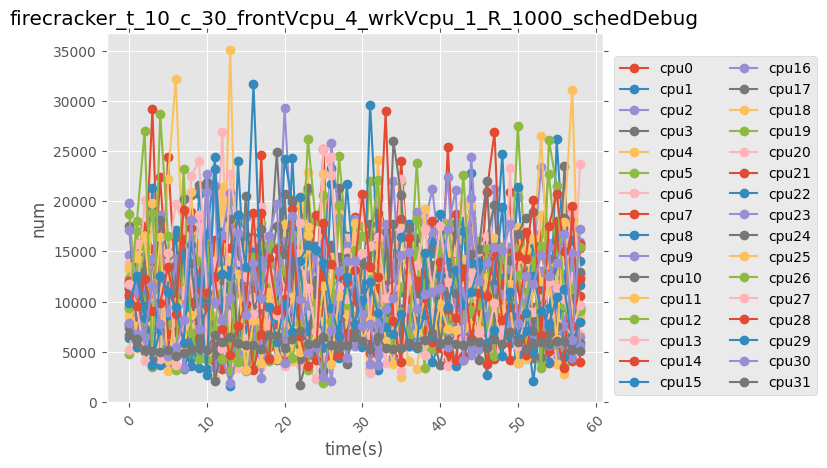 firecracker_t_10_c_30_frontVcpu_4_wrkVcpu_1_R_1000_schedDebug
35000
30000
25000
20000
15000
10000
5000
0
num
0
10
20
30
40
50
60
time(s)
cpu0
cpu1
cpu2
cpu3
cpu4
cpu5
cpu6
cpu7
cpu8
cpu9
cpu10
cpu11
cpu12
cpu13
cpu14
cpu15
cpu16
cpu17
cpu18
cpu19
cpu20
cpu21
cpu22
cpu23
cpu24
cpu25
cpu26
cpu27
cpu28
cpu29
cpu30
cpu31